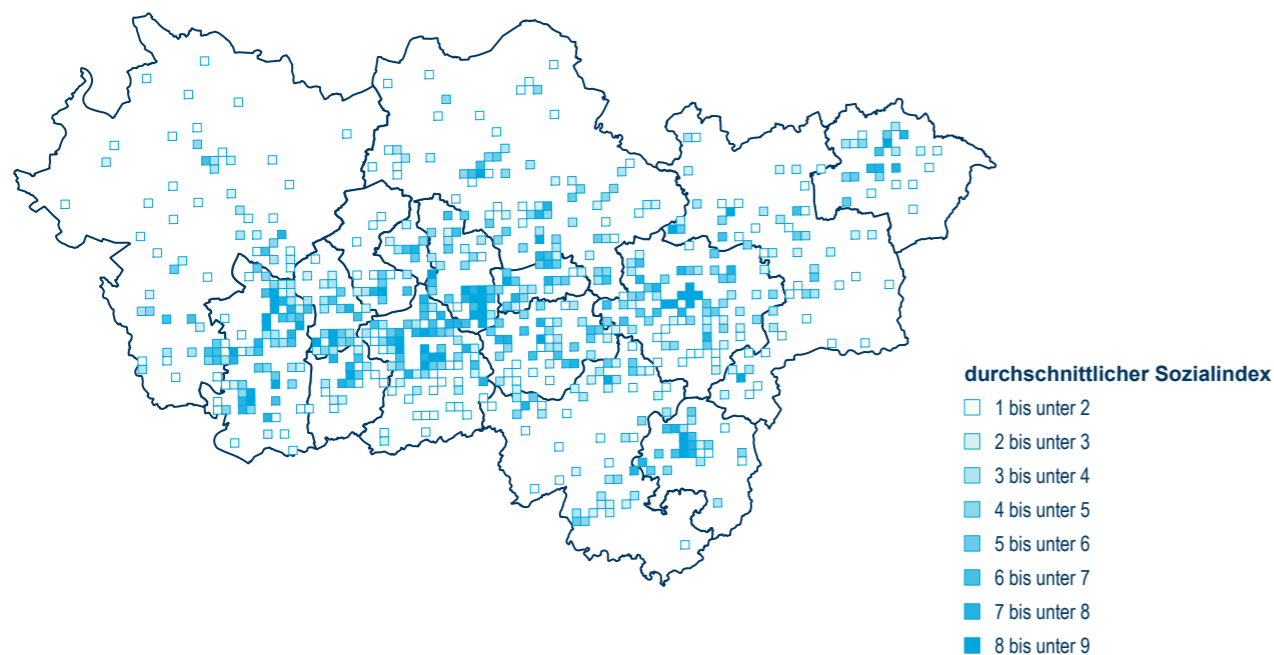 durchschnittlicher Sozialindex
1 bis unter 2
2 bis unter 3
3 bis unter 4
4 bis unter 5
5 bis unter 6
6 bis unter 7
7 bis unter 8
8 bis unter 9